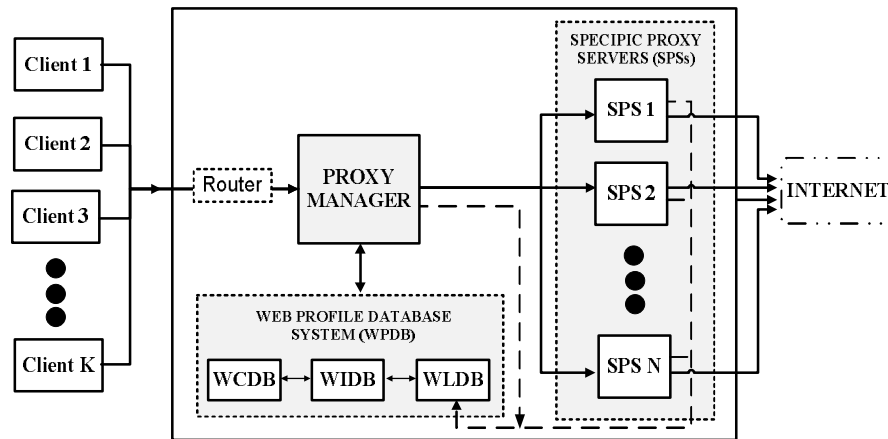 Client 1
Client 2
Client 3
Client K
Router
PROXY
MANAGER
WEB PROFILE DATABASE
SYSTEM (WPDB)
WCDB
WIDB
WLDB
SPECIFIC PROXY
SERVERS (SPSs)
SPS 1
SPS 2
SPS N
INTERNET